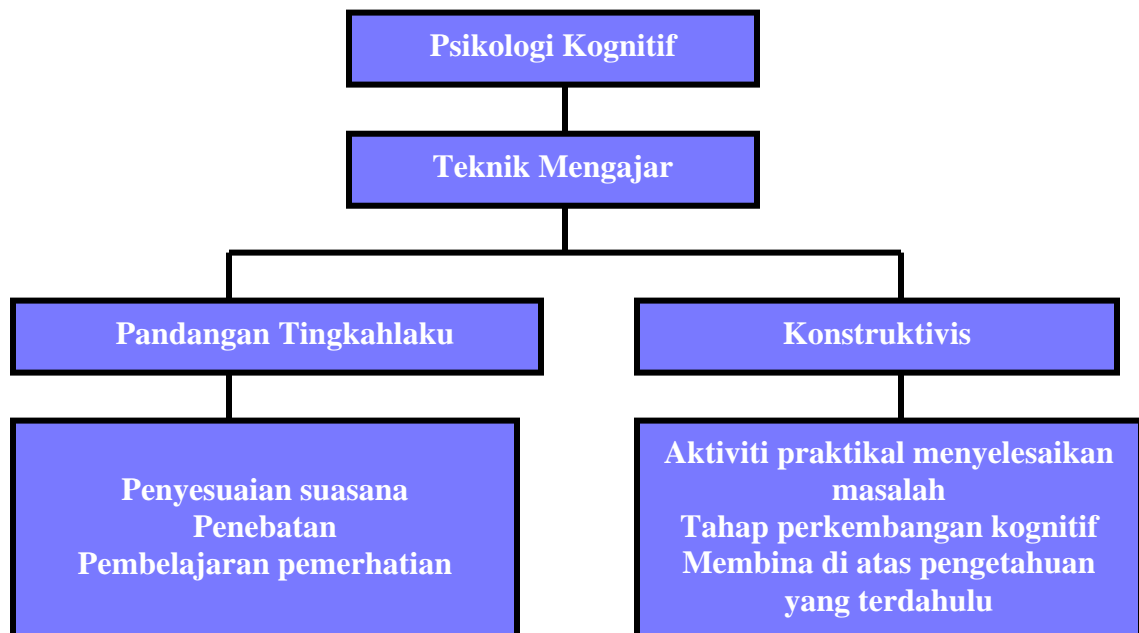 Psikologi Kognitif
Teknik Mengajar
Pandangan Tingkahlaku
Konstruktivis
Penyesuaian suasana
Penebatan
Pembelajaran pemerhatian
Aktiviti praktikal menyelesaikan
masalah
Tahap perkembangan kognitif
Membina di atas pengetahuan
yang terdahulu